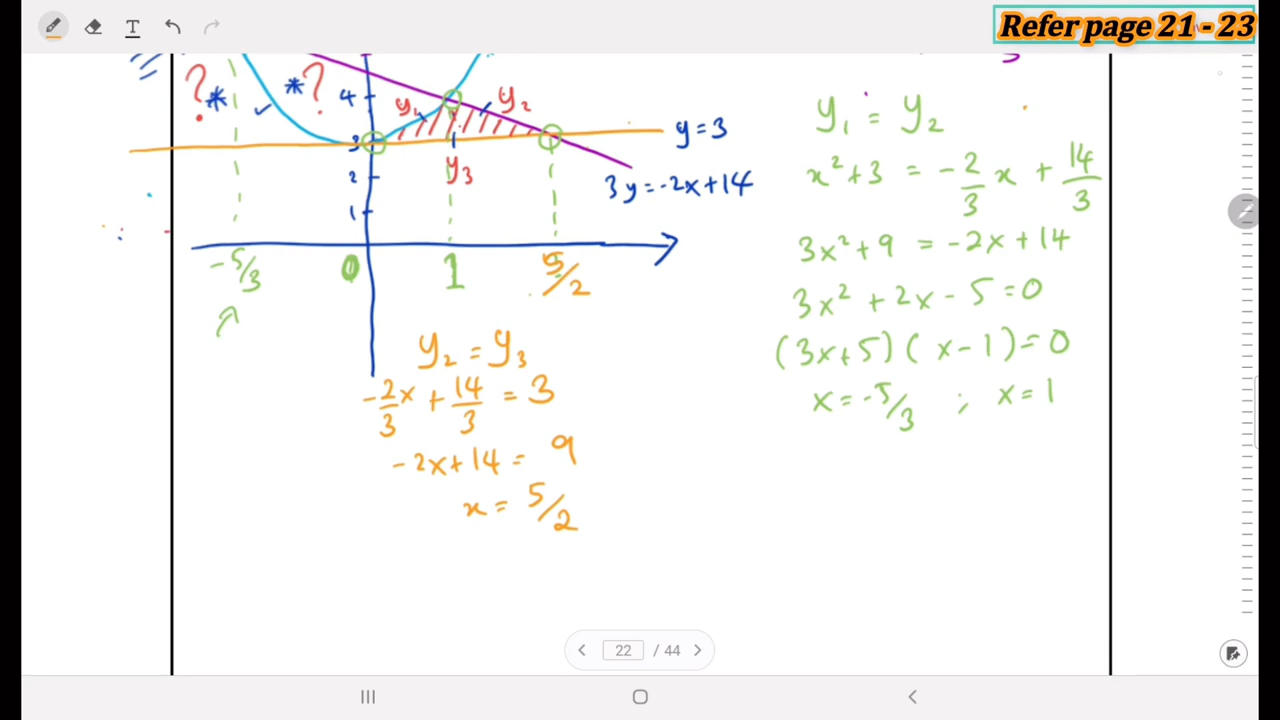 Refer page 21 - 23
T
? * * ?
4
3
2
1
y₁
y₂
y₃
y = 3
3y = -2x + 14
-5/3
0
1
5/2
y₂ = y₃
-2/3 x + 14/3 = 3
-2x + 14 = 9
x = 5/2
y₁ = y₂
x² + 3 = -2/3 x + 14/3
3x² + 9 = -2x + 14
3x² + 2x - 5 = 0
(3x + 5)(x - 1) = 0
x = -5/3 ; x = 1
22 / 44